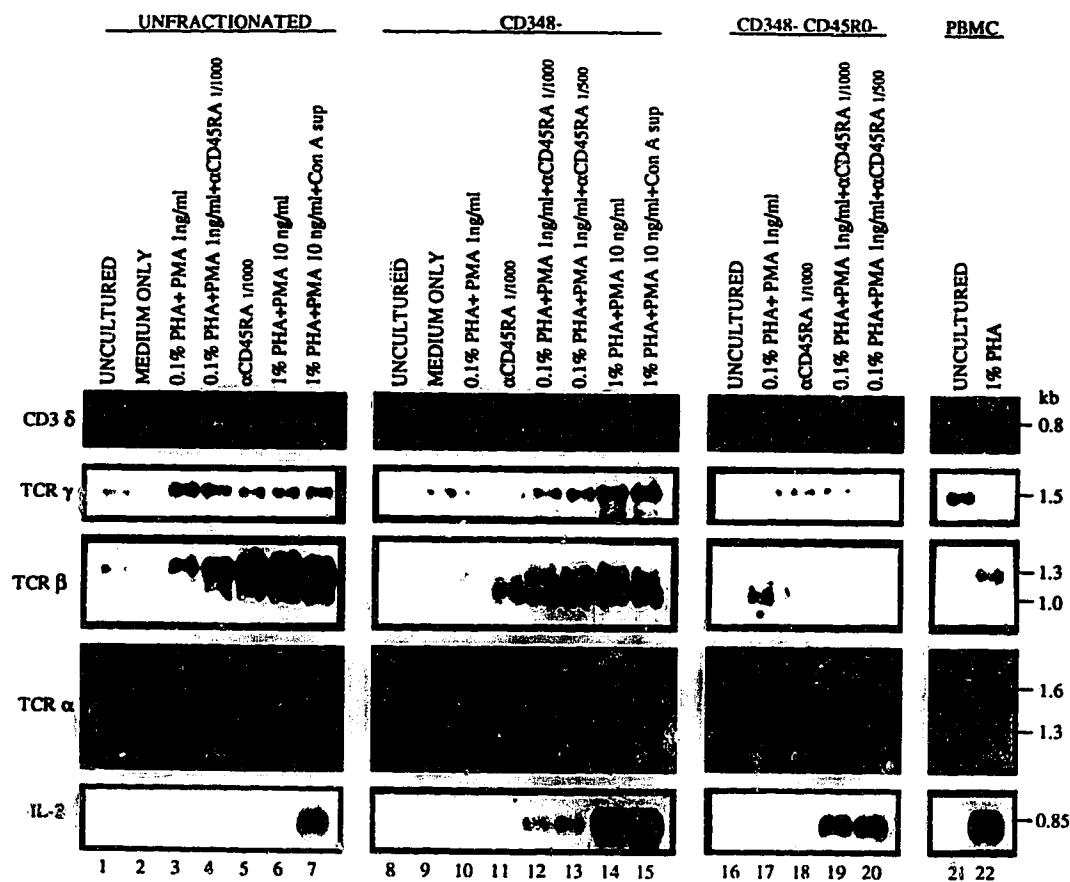 UNFRACTIONATED
CD348-
CD348- CD45R0-
PBMC
UNCULTURED
MEDIUM ONLY
0.1% PHA+ PMA 1ng/ml
0.1% PHA+PMA 1ng/ml+αCD45RA 1/1000
αCD45RA 1/1000
1% PHA+PMA 10 ng/ml
1% PHA+PMA 10 ng/ml+Con A sup
UNCULTURED
MEDIUM ONLY
0.1% PHA+ PMA 1ng/ml
αCD45RA 1/1000
0.1% PHA+PMA 1ng/ml+αCD45RA 1/1000
0.1% PHA+PMA 1ng/ml+αCD45RA 1/500
1% PHA+PMA 10 ng/ml
1% PHA+PMA 10 ng/ml+Con A sup
UNCULTURED
0.1% PHA+PMA 1ng/ml
αCD45RA 1/1000
0.1% PHA+PMA 1ng/ml+αCD45RA 1/1000
0.1% PHA+PMA 1ng/ml+αCD45RA 1/500
UNCULTURED
1% PHA
kb
CD3 δ
0.8
TCR γ
1.5
TCR β
1.3
1.0
TCR α
1.6
1.3
IL-2
0.85
1 2 3 4 5 6 7 8 9 10 11 12 13 14 15 16 17 18 19 20 21 22